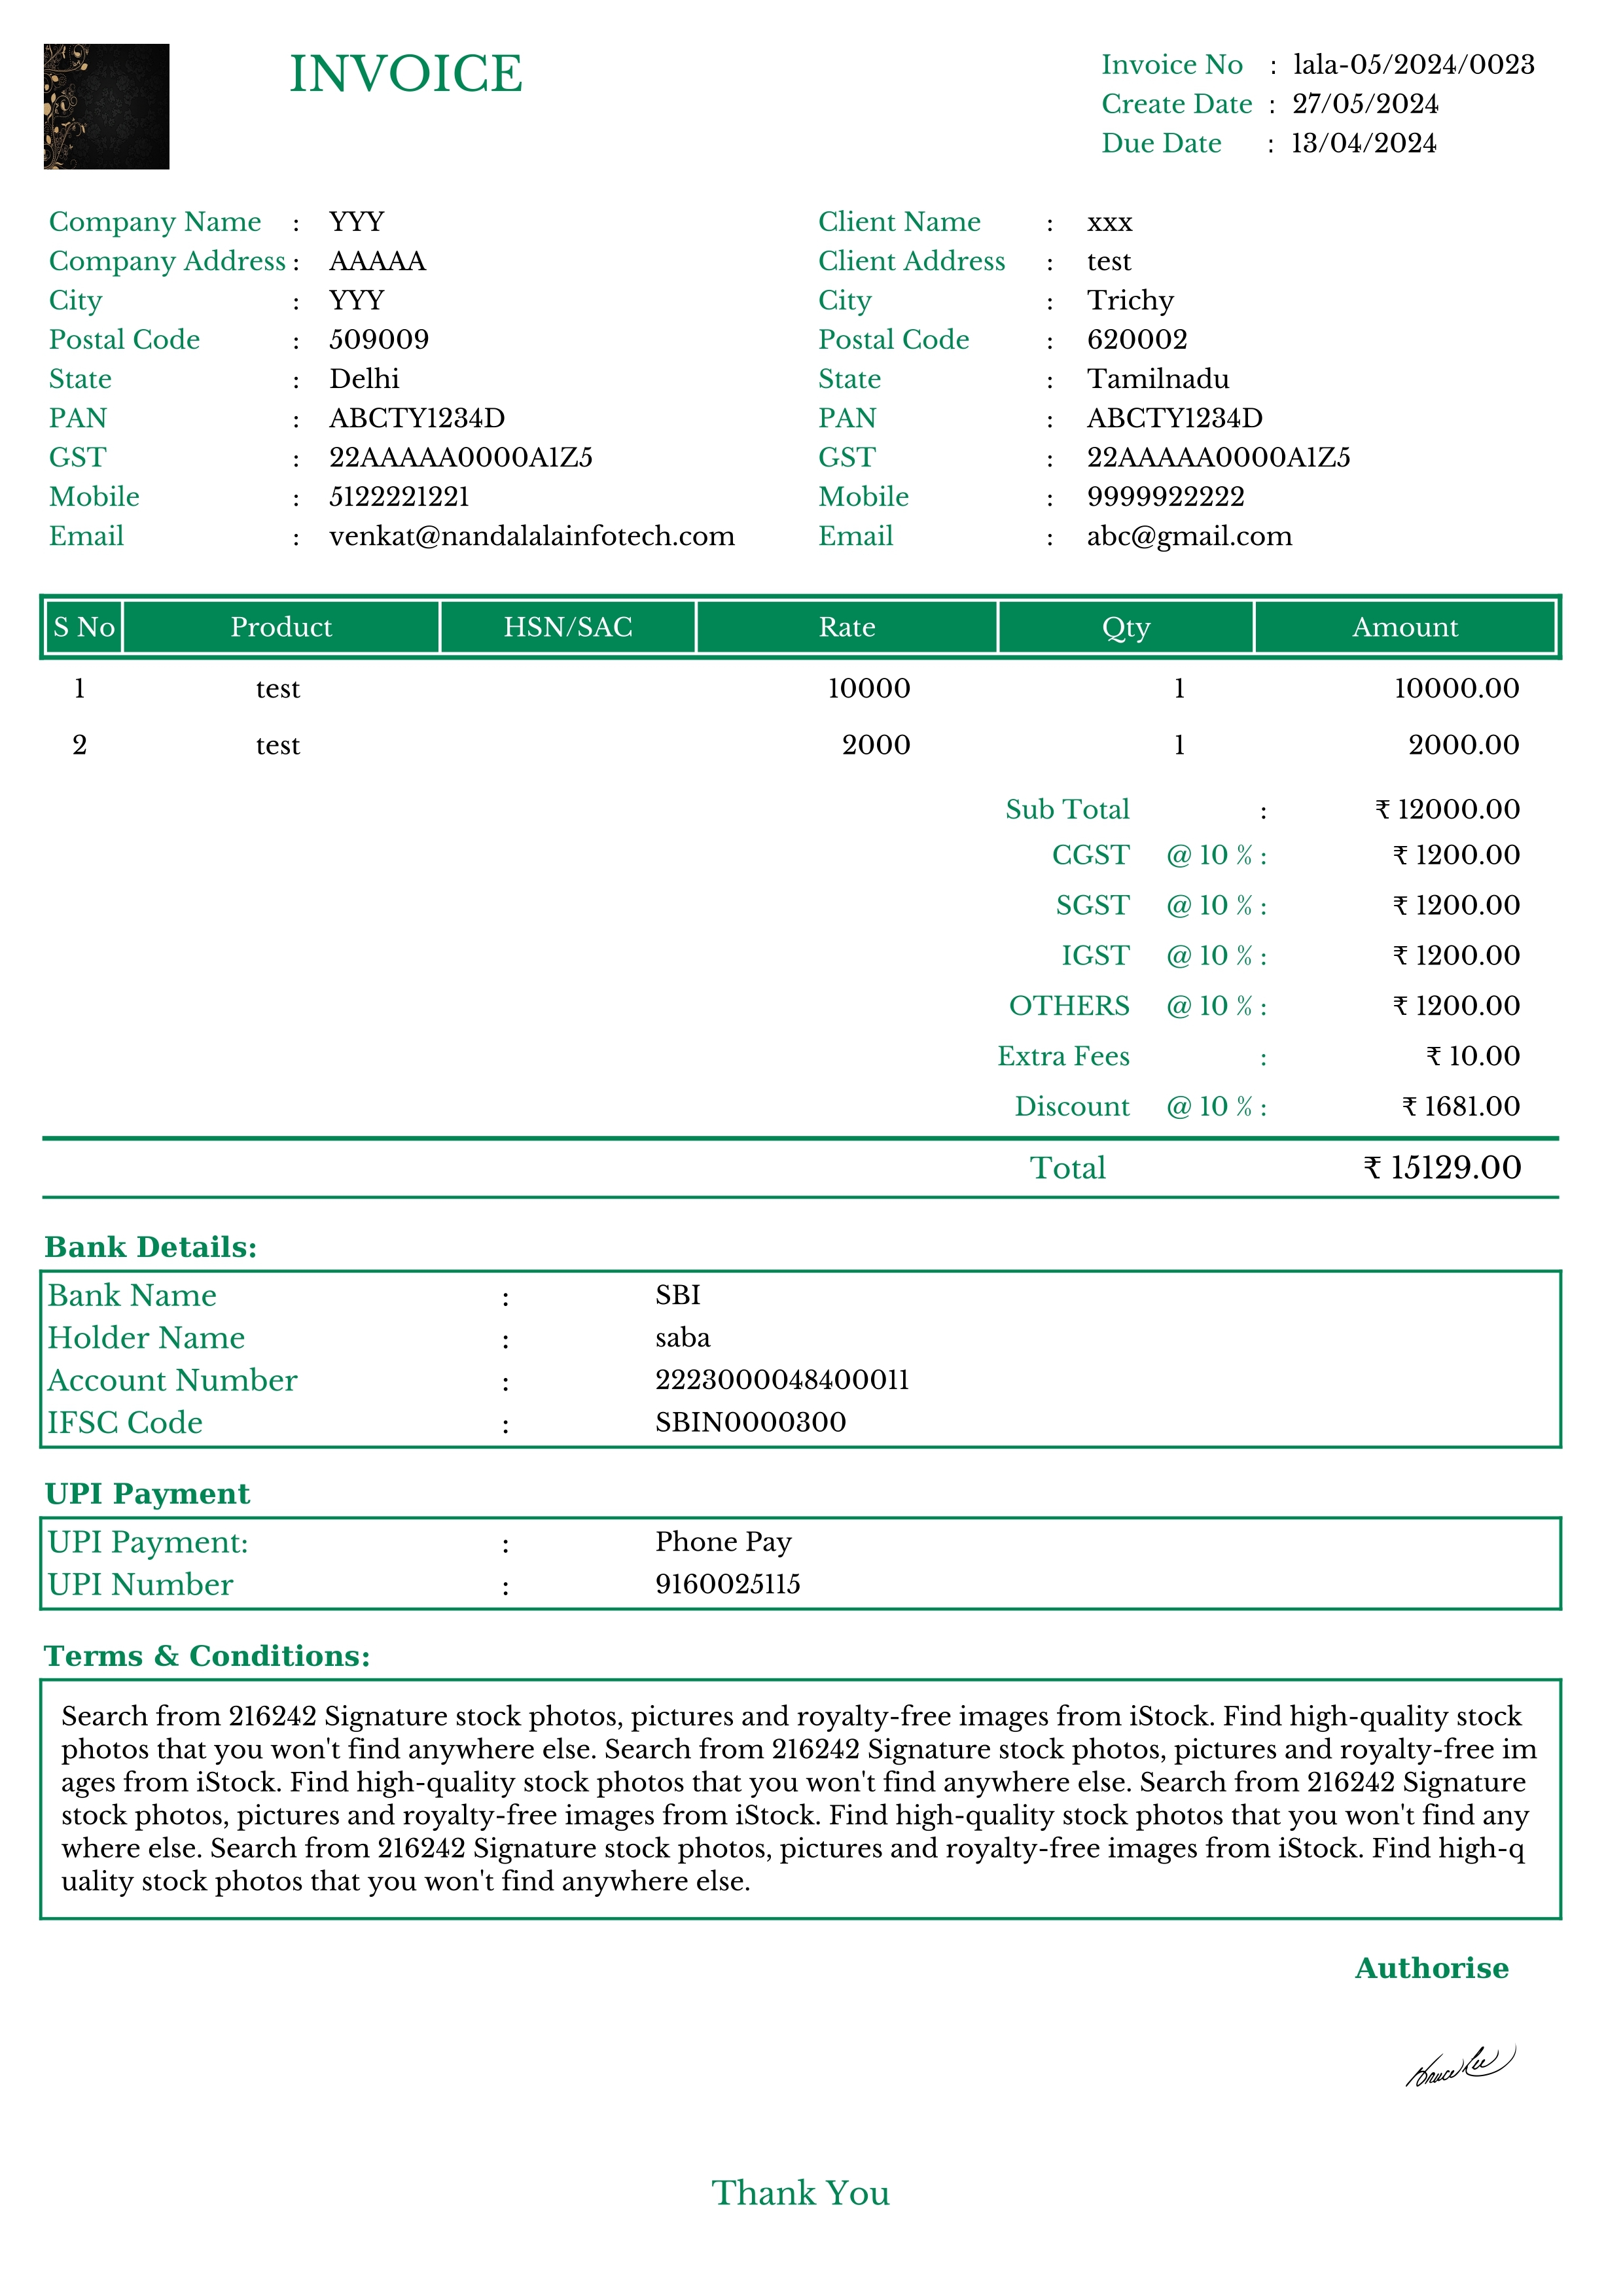 INVOICE
Invoice No : lala-05/2024/0023
Create Date : 27/05/2024
Due Date : 13/04/2024
Company Name : YYY
Company Address : AAAAA
City : YYY
Postal Code : 509009
State : Delhi
PAN : ABCTY1234D
GST : 22AAAAA0000A1Z5
Mobile : 5122221221
Email : venkat@nandalalainfotech.com
Client Name : xxx
Client Address : test
City : Trichy
Postal Code : 620002
State : Tamilnadu
PAN : ABCTY1234D
GST : 22AAAAA0000A1Z5
Mobile : 9999922222
Email : abc@gmail.com
S No Product HSN/SAC Rate Qty Amount
1 test 10000 1 10000.00
2 test 2000 1 2000.00
Sub Total : ₹ 12000.00
CGST @ 10 % : ₹ 1200.00
SGST @ 10 % : ₹ 1200.00
IGST @ 10 % : ₹ 1200.00
OTHERS @ 10 % : ₹ 1200.00
Extra Fees : ₹ 10.00
Discount @ 10 % : ₹ 1681.00
Total ₹ 15129.00
Bank Details:
Bank Name : SBI
Holder Name : saba
Account Number : 2223000048400011
IFSC Code : SBIN0000300
UPI Payment
UPI Payment: : Phone Pay
UPI Number : 9160025115
Terms & Conditions:
Search from 216242 Signature stock photos, pictures and royalty-free images from iStock. Find high-quality stock
photos that you won't find anywhere else. Search from 216242 Signature stock photos, pictures and royalty-free im
ages from iStock. Find high-quality stock photos that you won't find anywhere else. Search from 216242 Signature
stock photos, pictures and royalty-free images from iStock. Find high-quality stock photos that you won't find any
where else. Search from 216242 Signature stock photos, pictures and royalty-free images from iStock. Find high-q
uality stock photos that you won't find anywhere else.
Authorise
Bruce Lee
Thank You